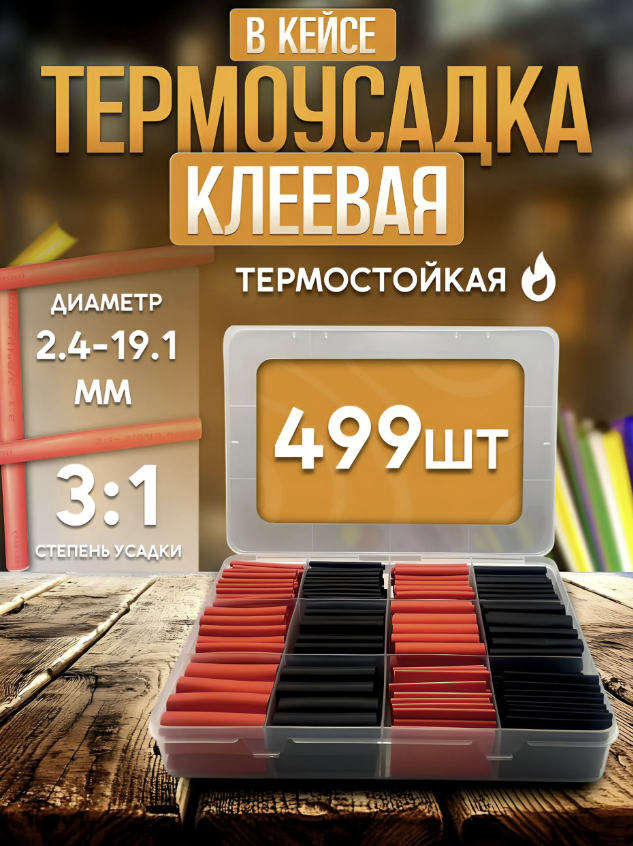 В КЕЙСЕ
ТЕРМОУСАДКА
КЛЕЕВАЯ
ТЕРМОСТОЙКАЯ
ДИАМЕТР
2.4-19.1
ММ
3:1
СТЕПЕНЬ УСАДКИ
499ШТ